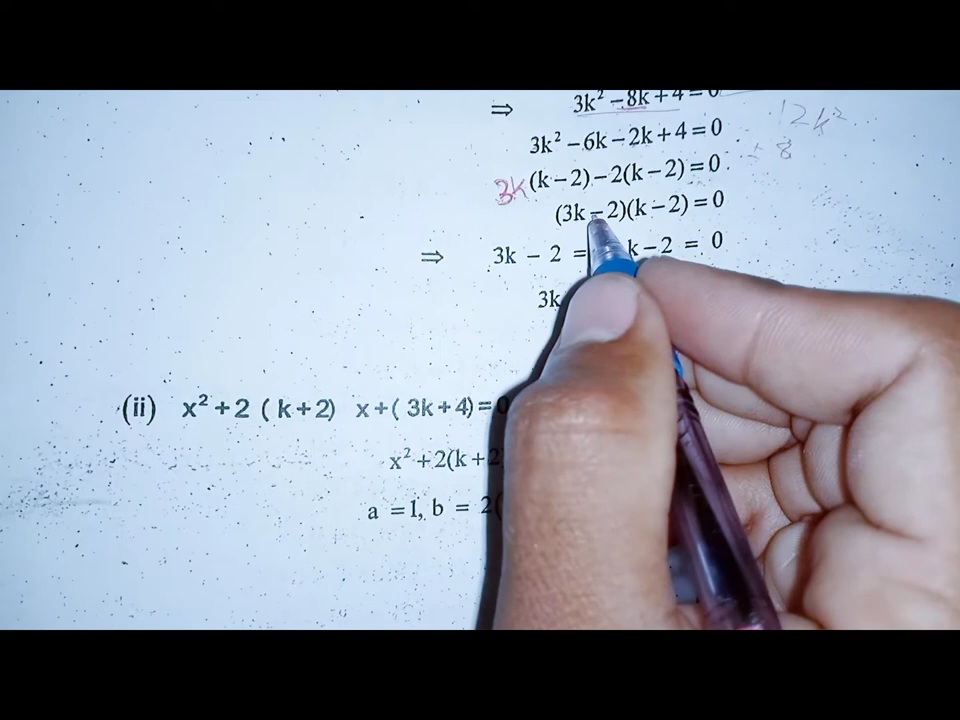 ⇒ 3k² − 8k + 4 = 0
12k²
3k² − 6k − 2k + 4 = 0
÷ 8
3k (k − 2) − 2(k − 2) = 0
(3k − 2)(k − 2) = 0
⇒ 3k − 2 = k − 2 = 0
3k
(ii) x² + 2 ( k + 2) x + ( 3k + 4) = 0
x² + 2(k + 2
a = 1, b = 2(